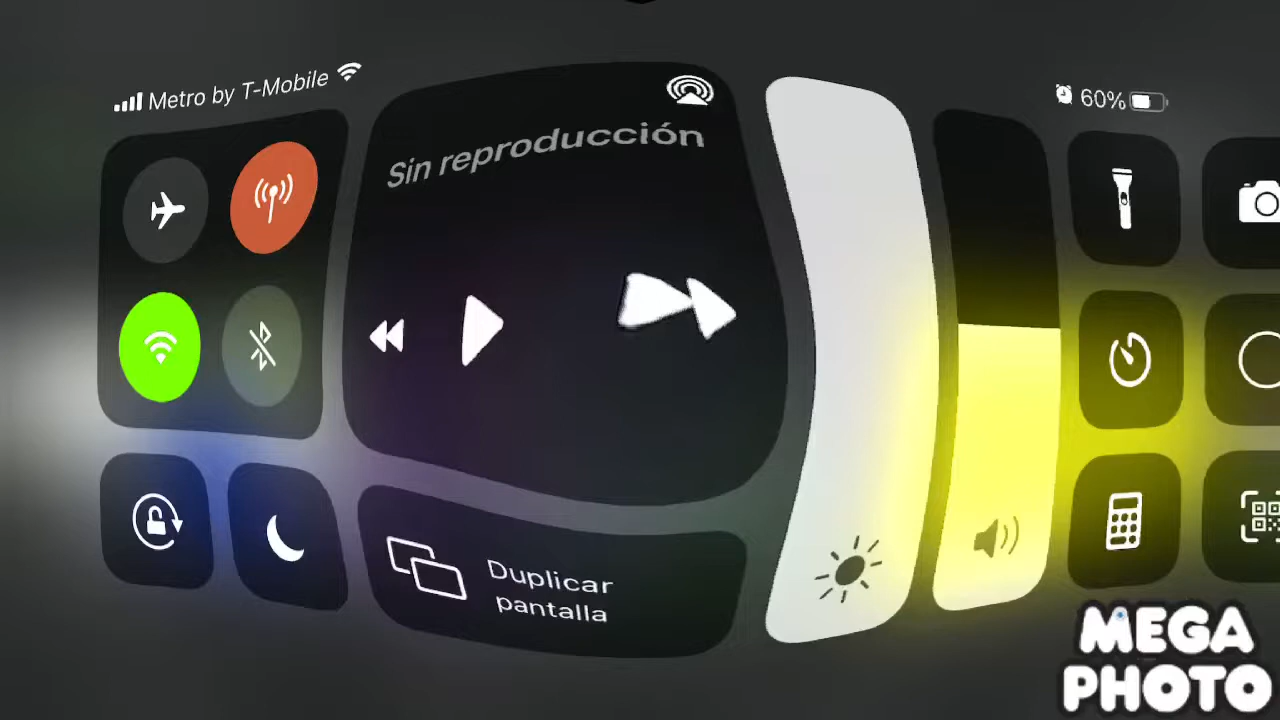 Metro by T-Mobile
60%
Sin reproducción
Duplicar
pantalla
MEGA
PHOTO